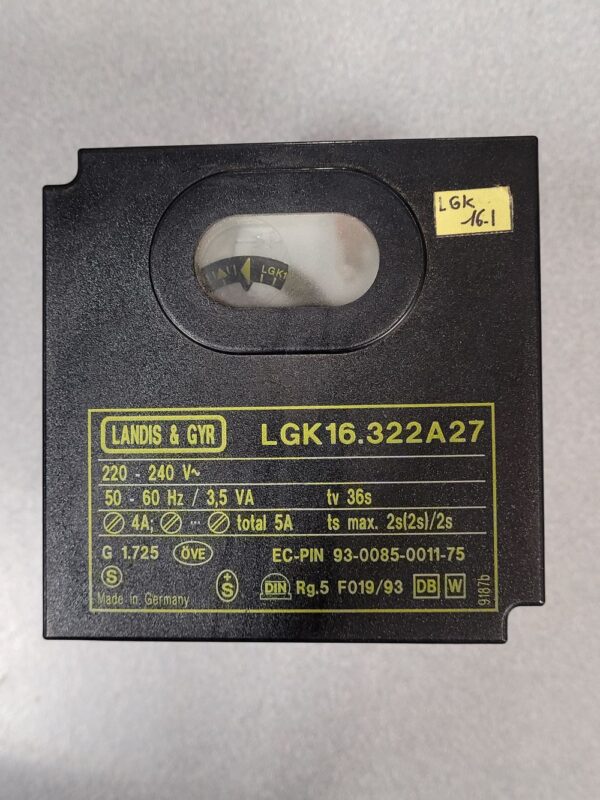 LGK
16-1
LGK1
LANDIS & GYR LGK16.322A27
220 - 240 V~
50 - 60 Hz / 3,5 VA tv 36s
4A; ... total 5A ts max. 2s(2s)/2s
G 1.725 ÖVE EC-PIN 93-0085-0011-75
S +S DIN Rg.5 F019/93 DB W
Made in Germany
9187b